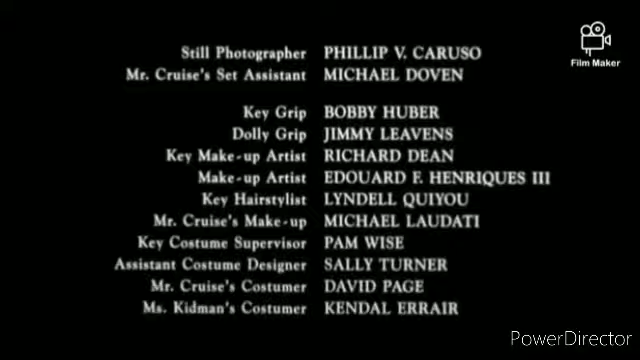 Still Photographer PHILLIP V. CARUSO
Mr. Cruise's Set Assistant MICHAEL DOVEN
Film Maker
Key Grip BOBBY HUBER
Dolly Grip JIMMY LEAVENS
Key Make-up Artist RICHARD DEAN
Make-up Artist EDOUARD F. HENRIQUES III
Key Hairstylist LYNDELL QUIYOU
Mr. Cruise's Make-up MICHAEL LAUDATI
Key Costume Supervisor PAM WISE
Assistant Costume Designer SALLY TURNER
Mr. Cruise's Costumer DAVID PAGE
Ms. Kidman's Costumer KENDAL ERRAIR
PowerDirector